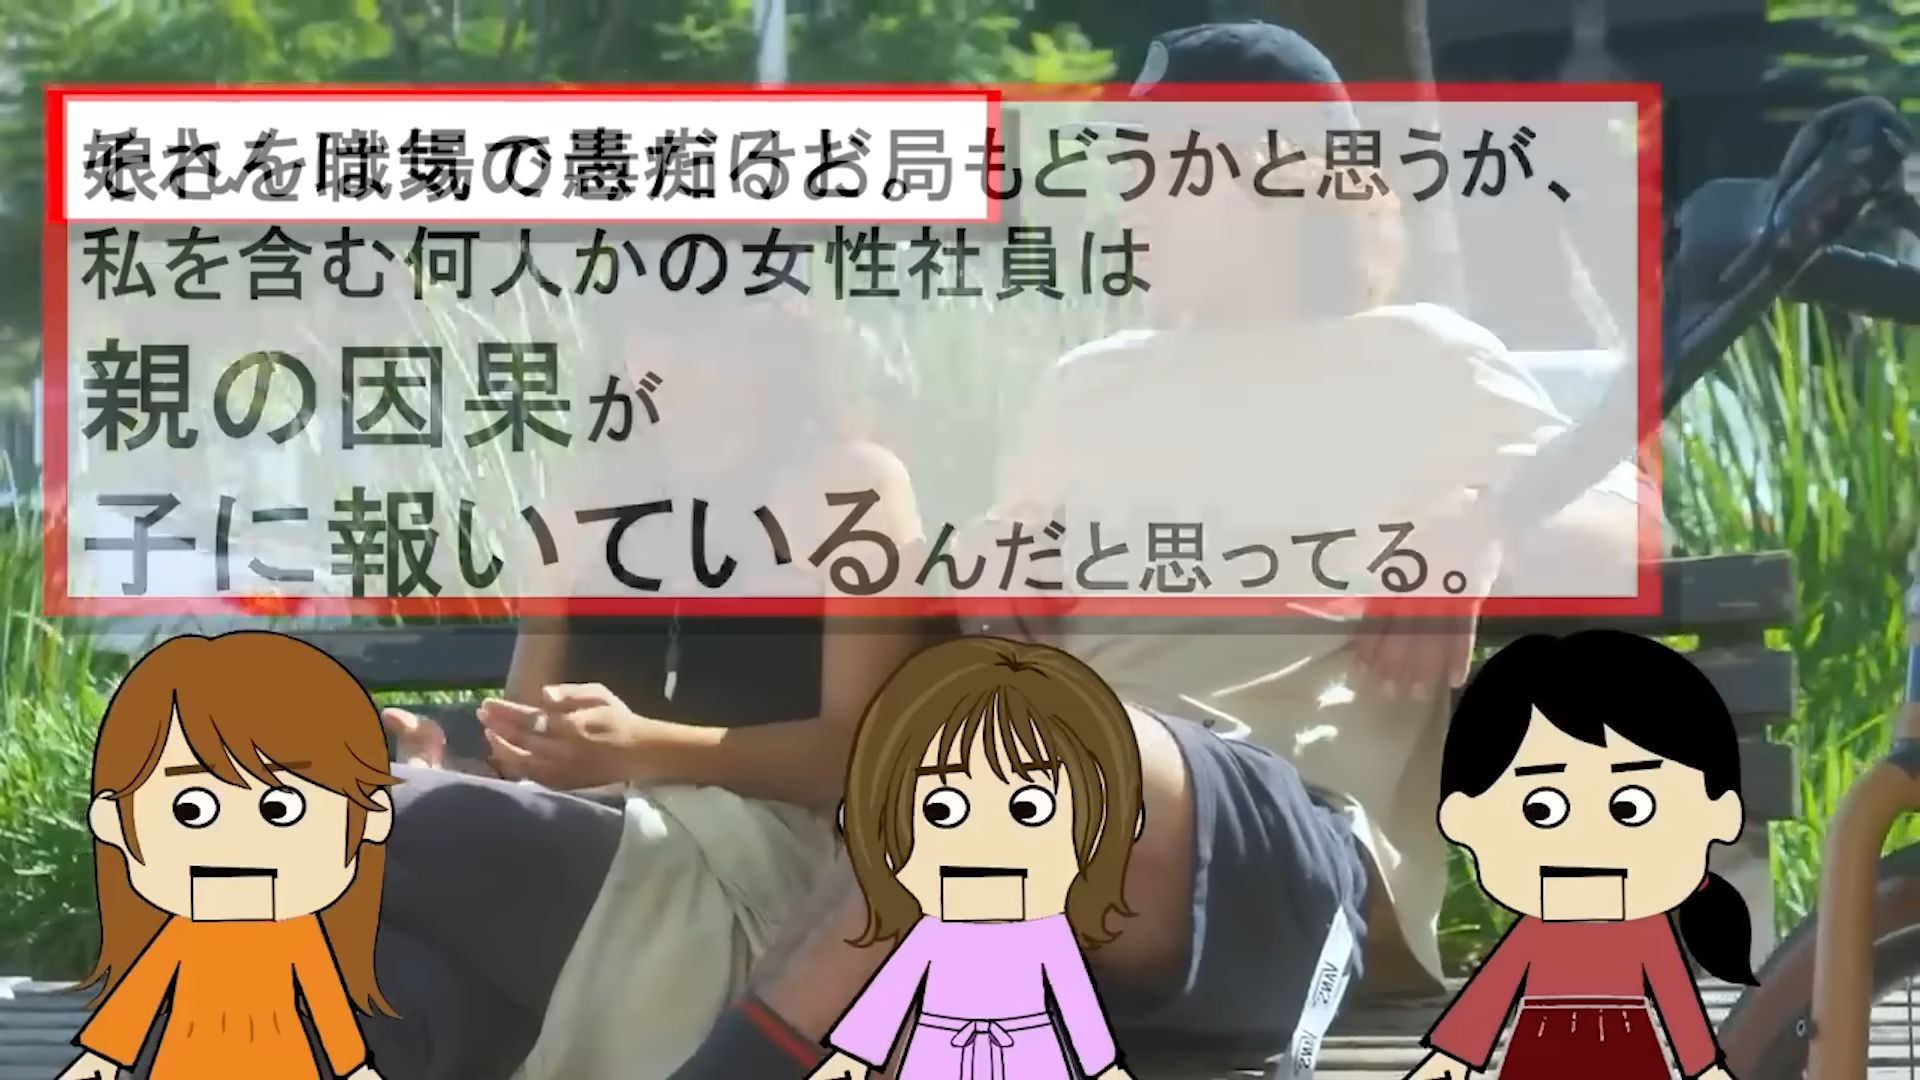 お局もどうかと思うが、
私を含む何人かの女性社員は
親の因果が
子に報いているんだと思ってる。